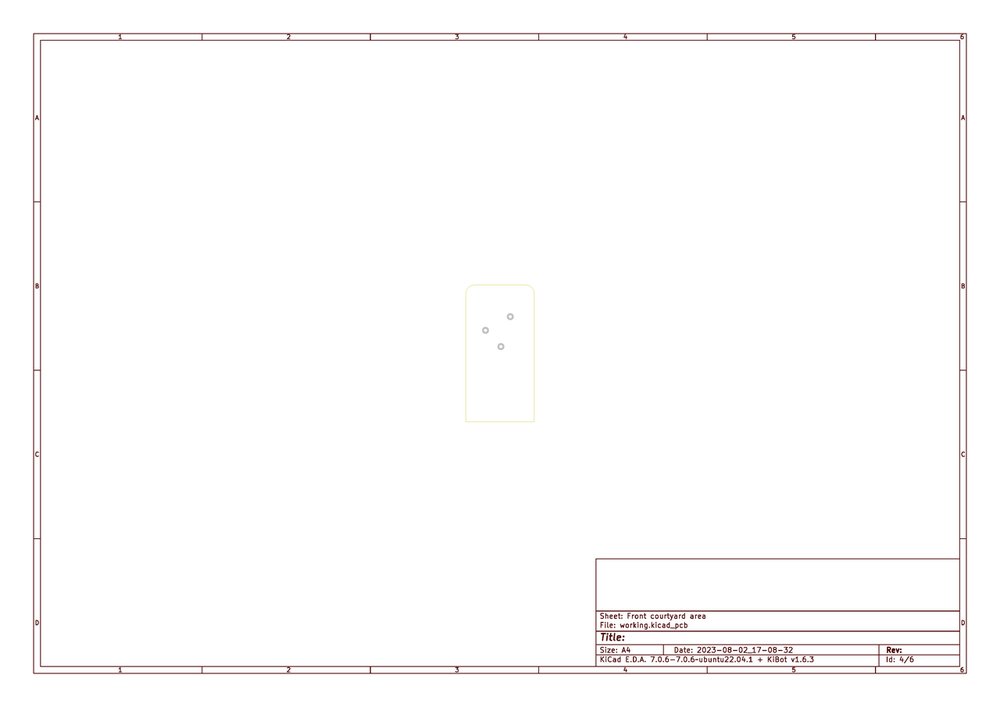 1 2 3 4 5 6
A A
B B
C C
D D
Sheet: Front courtyard area
File: working.kicad_pcb
Title:
Size: A4 Date: 2023-08-02_17-08-32 Rev:
KiCad E.D.A. 7.0.6-7.0.6~ubuntu22.04.1 + KiBot v1.6.3 Id: 4/6
1 2 3 4 5 6